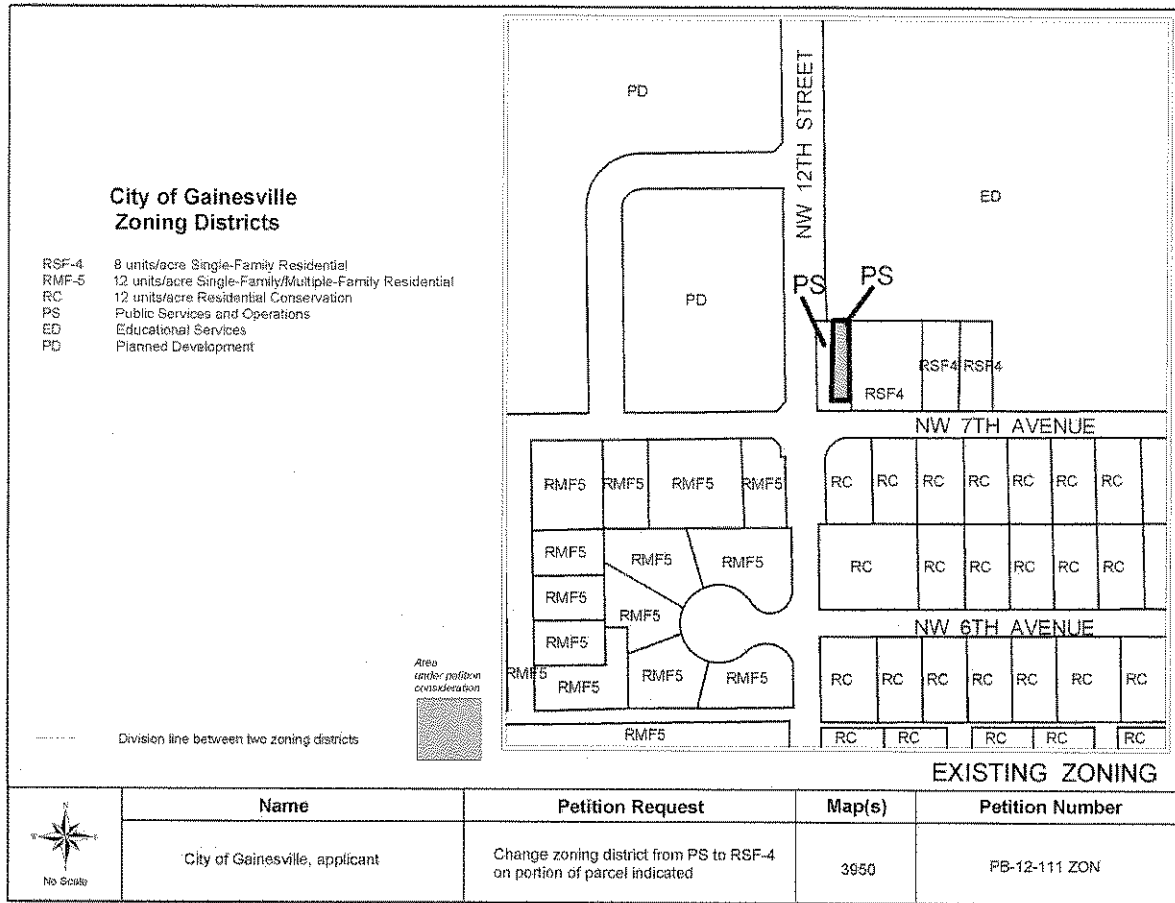 City of Gainesville
Zoning Districts
RSF-4 8 units/acre Single-Family Residential
RMF-5 12 units/acre Single-Family/Multiple-Family Residential
RC 12 units/acre Residential Conservation
PS Public Services and Operations
ED Educational Services
PD Planned Development
Area
under petition
consideration
Division line between two zoning districts
PD
NW 12TH STREET
ED
PD
PS PS
RSF4 RSF4 RSF4
NW 7TH AVENUE
RMF5 RMF5 RMF5 RMF5 RC RC RC RC RC RC RC
RMF5 RMF5 RMF5 RC RC RC RC RC RC
RMF5 RMF5
NW 6TH AVENUE
RMF5
RMF5 RMF5 RMF5 RMF5 RC RC RC RC RC RC
RMF5 RC RC RC RC RC
EXISTING ZONING
N
W E
S
No Scale
Name Petition Request Map(s) Petition Number
City of Gainesville, applicant
Change zoning district from PS to RSF-4
on portion of parcel indicated
3950
PB-12-111 ZON